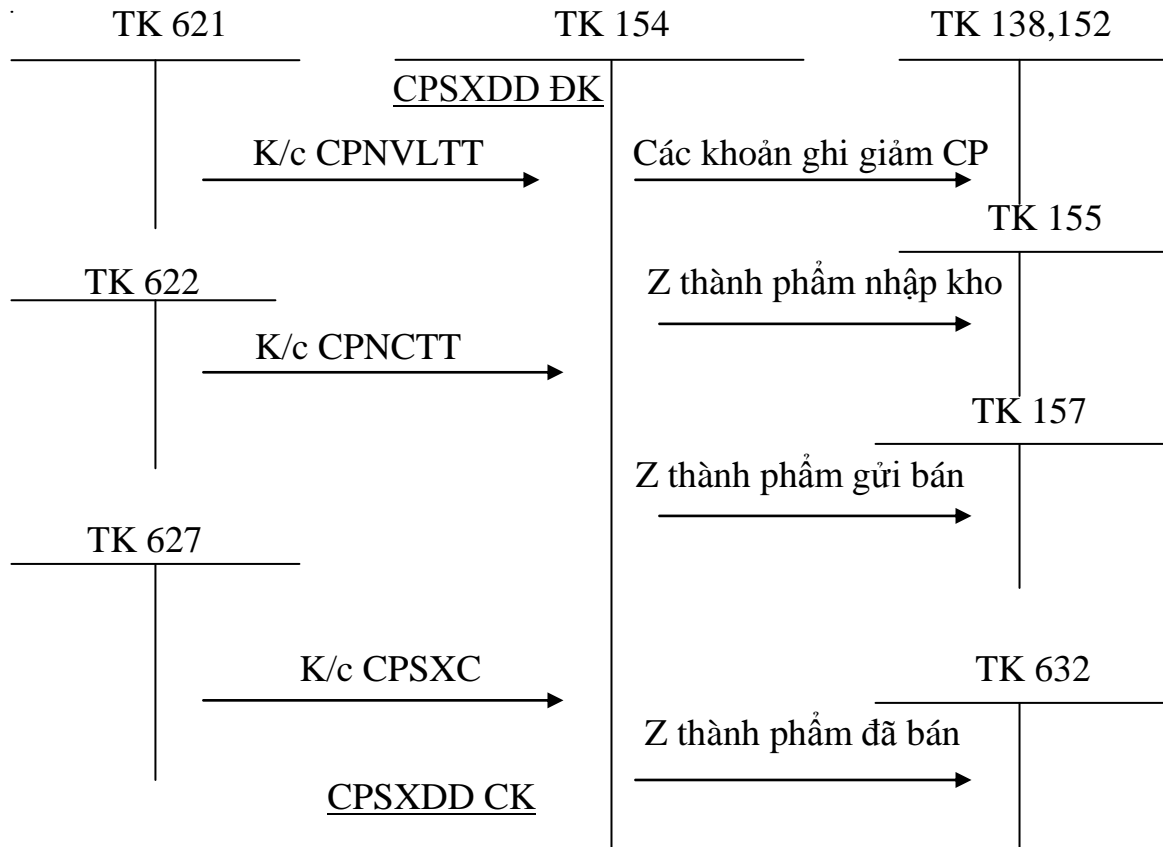 TK 621
TK 154
TK 138,152
CPSXDD ĐK
K/c CPNVLTT
Các khoản ghi giảm CP
TK 155
TK 622
Z thành phẩm nhập kho
K/c CPNCTT
TK 157
Z thành phẩm gửi bán
TK 627
K/c CPSXC
TK 632
Z thành phẩm đã bán
CPSXDD CK